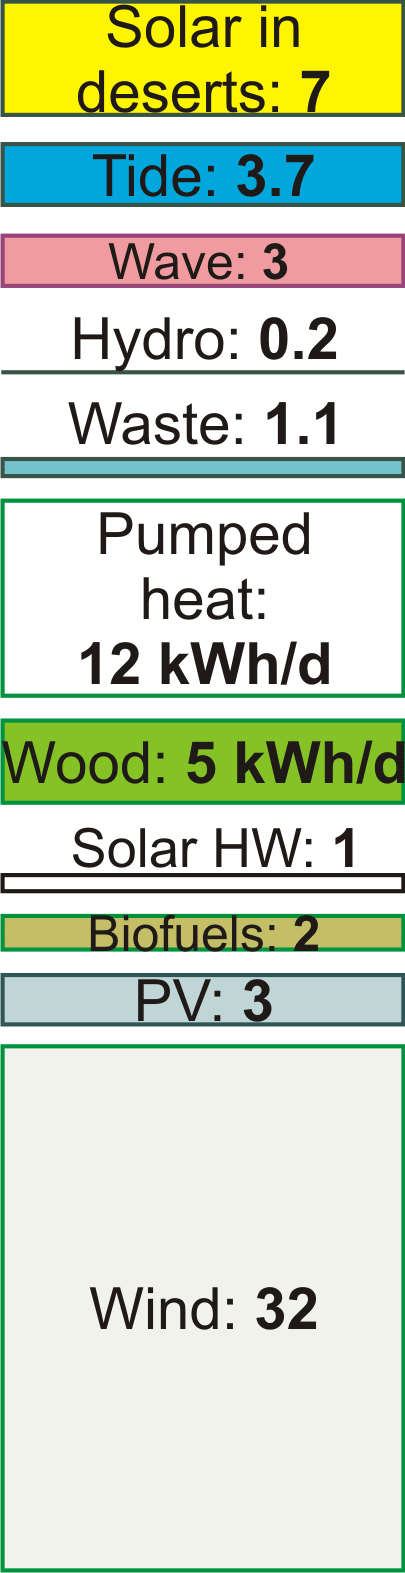 Solar in
deserts: 7
Tide: 3.7
Wave: 3
Hydro: 0.2
Waste: 1.1
Pumped
heat:
12 kWh/d
Wood: 5 kWh/d
Solar HW: 1
Biofuels: 2
PV: 3
Wind: 32